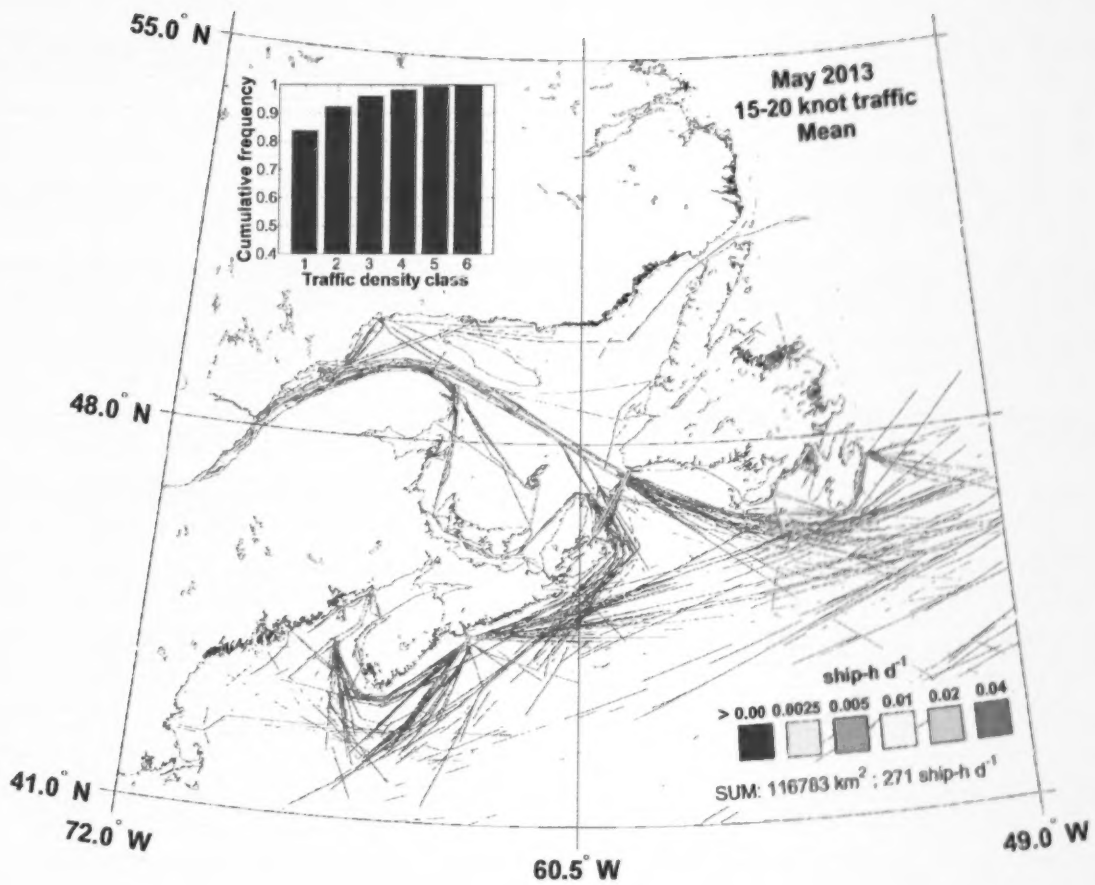 55.0° N
May 2013
15-20 knot traffic
Mean
Cumulative frequency
1
0.9
0.8
0.7
0.6
0.5
0.4
1 2 3 4 5 6
Traffic density class
48.0° N
ship-h d⁻¹
> 0.00 0.0025 0.005 0.01 0.02 0.04
SUM: 116783 km² ; 271 ship-h d⁻¹
41.0° N
72.0° W
60.5° W
49.0° W